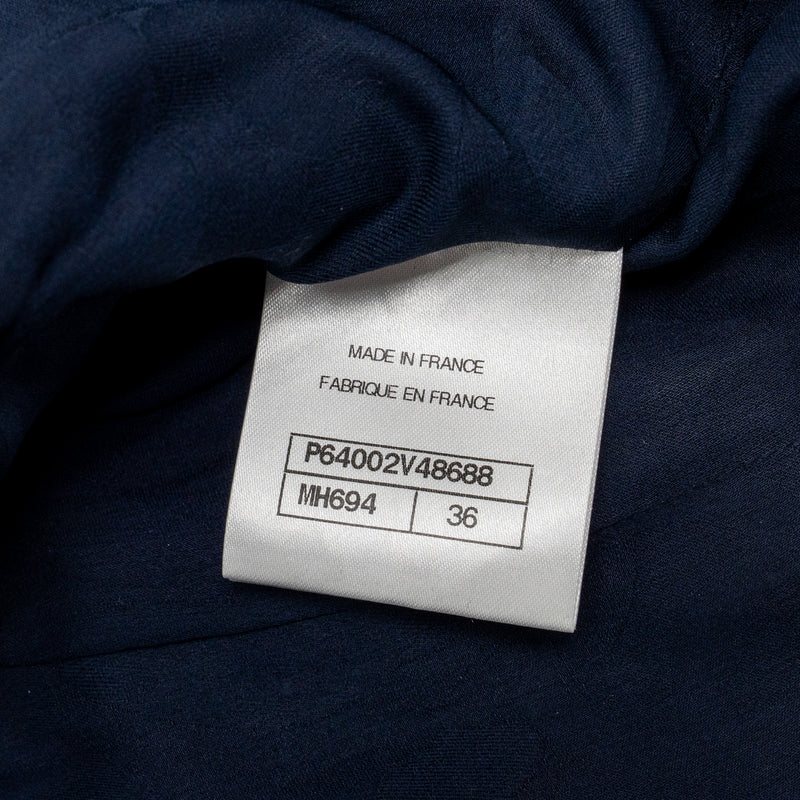 MADE IN FRANCE
FABRIQUE EN FRANCE
P64002V48688
MH694 36